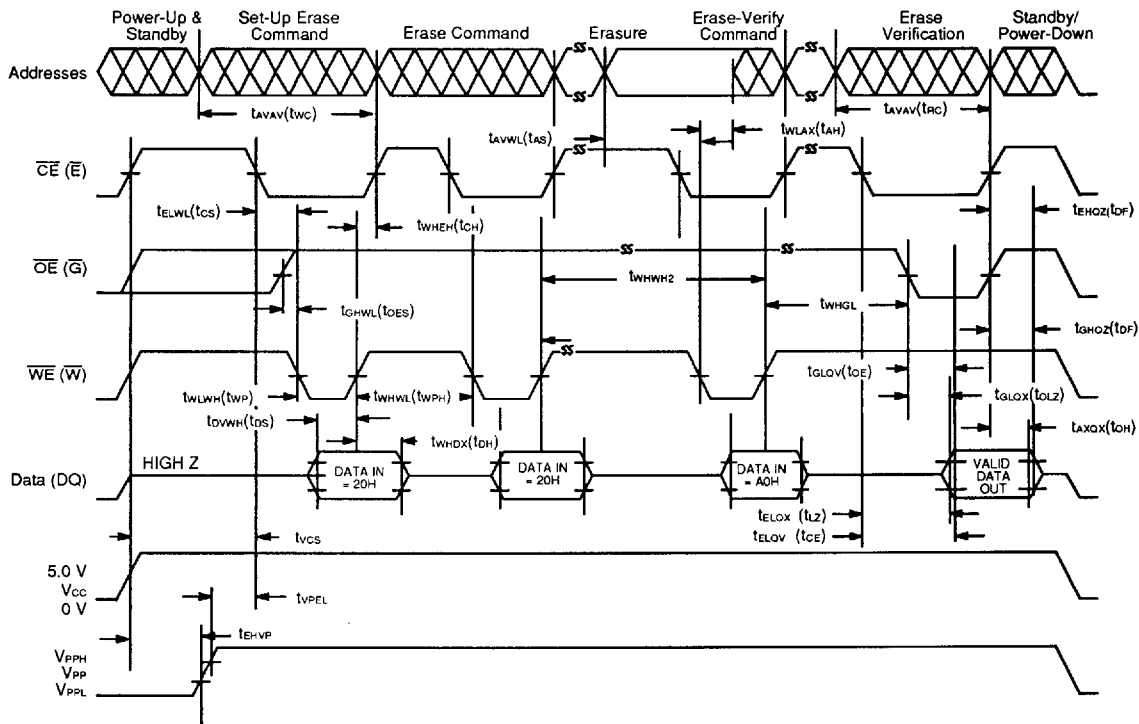 Power-Up &
Standby
Set-Up Erase
Command
Erase Command
Erasure
Erase-Verify
Command
Erase
Verification
Standby/
Power-Down
Addresses
tAVAV(tWC)
tAVAV(tRC)
tAVWL(tAS)
tWLAX(tAH)
CE (E)
tELWL(tCS)
tWHEH(tCH)
tEHQZ(tDF)
OE (G)
tWHWH2
tWHGL
tGHWL(tOES)
tGHQZ(tDF)
WE (W)
tGLQV(tOE)
tWLWH(tWP)
tWHWL(tWPH)
tGLQX(tOLZ)
tDVWH(tDS)
tWHDX(tDH)
tAXQX(tOH)
Data (DQ)
HIGH Z
DATA IN
= 20H
DATA IN
= 20H
DATA IN
= A0H
VALID
DATA
OUT
tELQX (tLZ)
tVCS
tELQV (tCE)
5.0 V
VCC
0 V
tVPEL
tEHVP
VPPH
VPP
VPPL